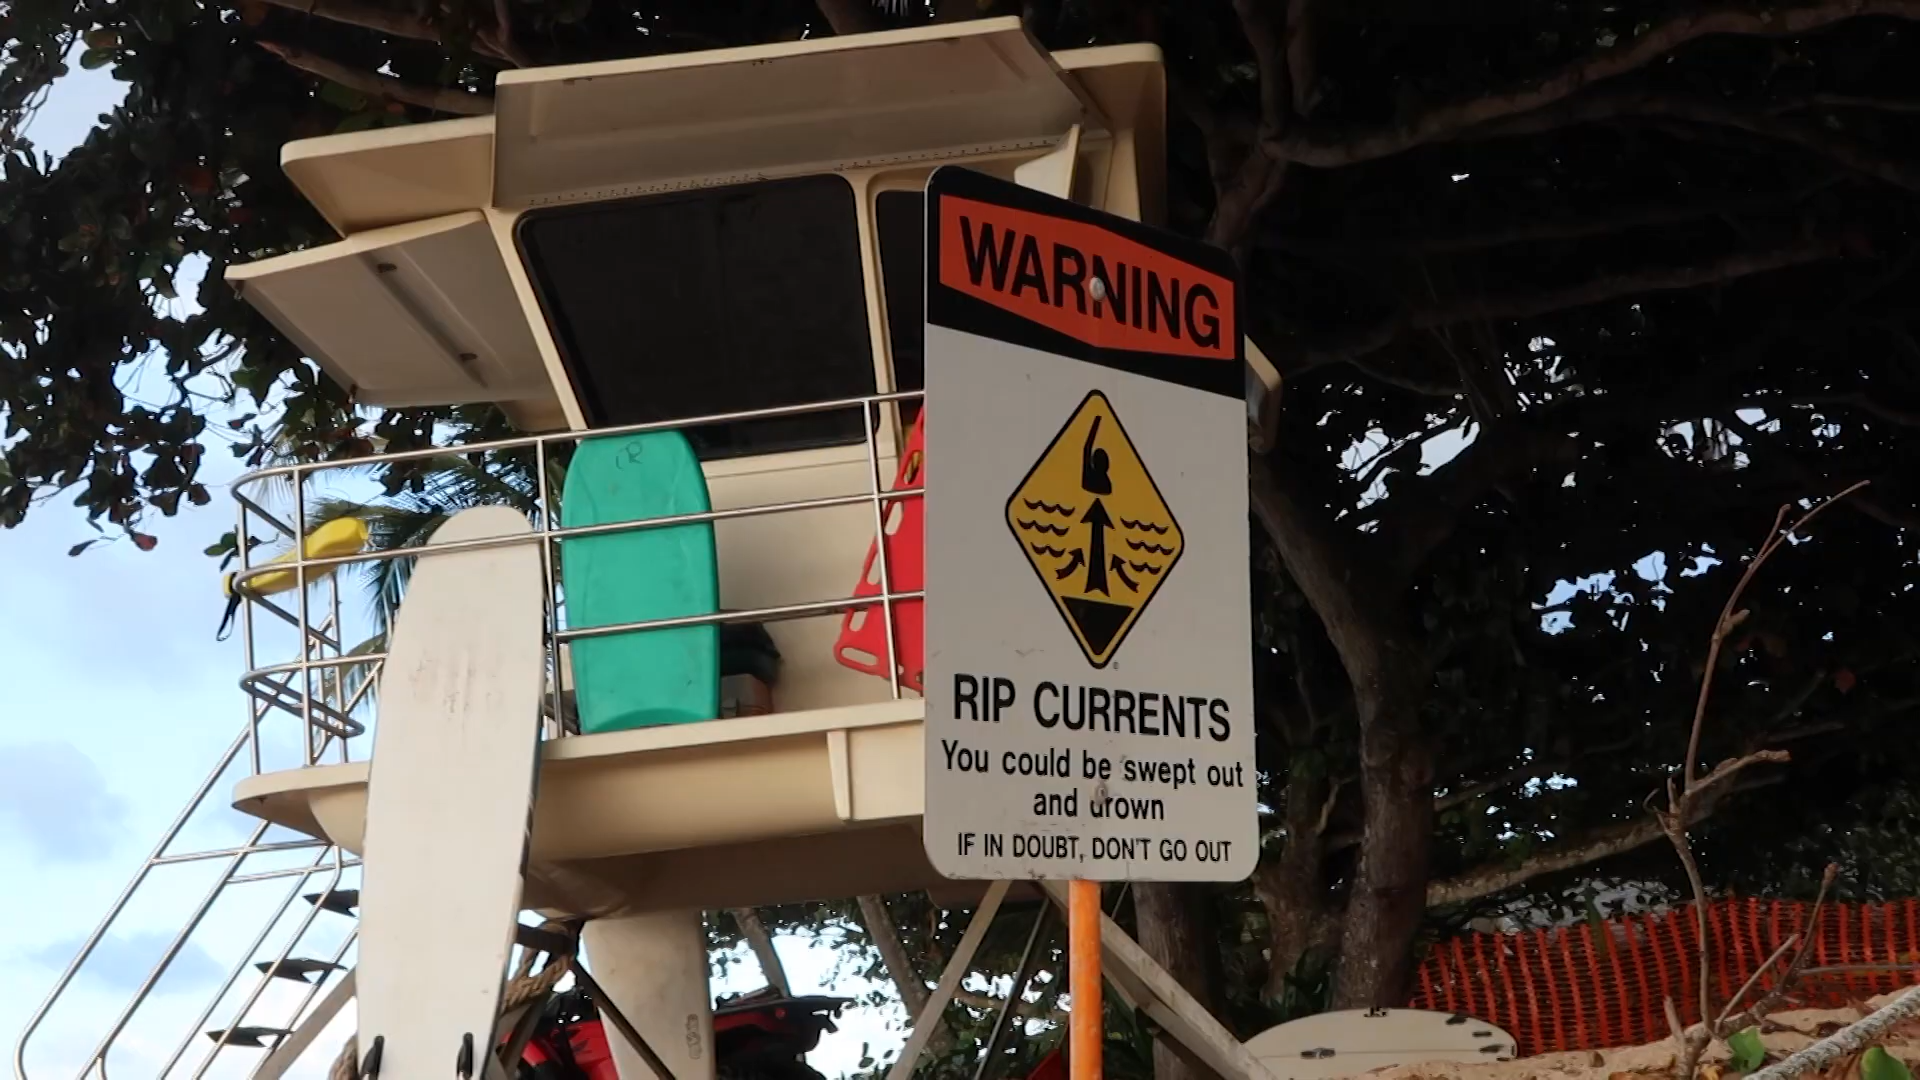 WARNING
RIP CURRENTS
You could be swept out
and drown
IF IN DOUBT, DON'T GO OUT